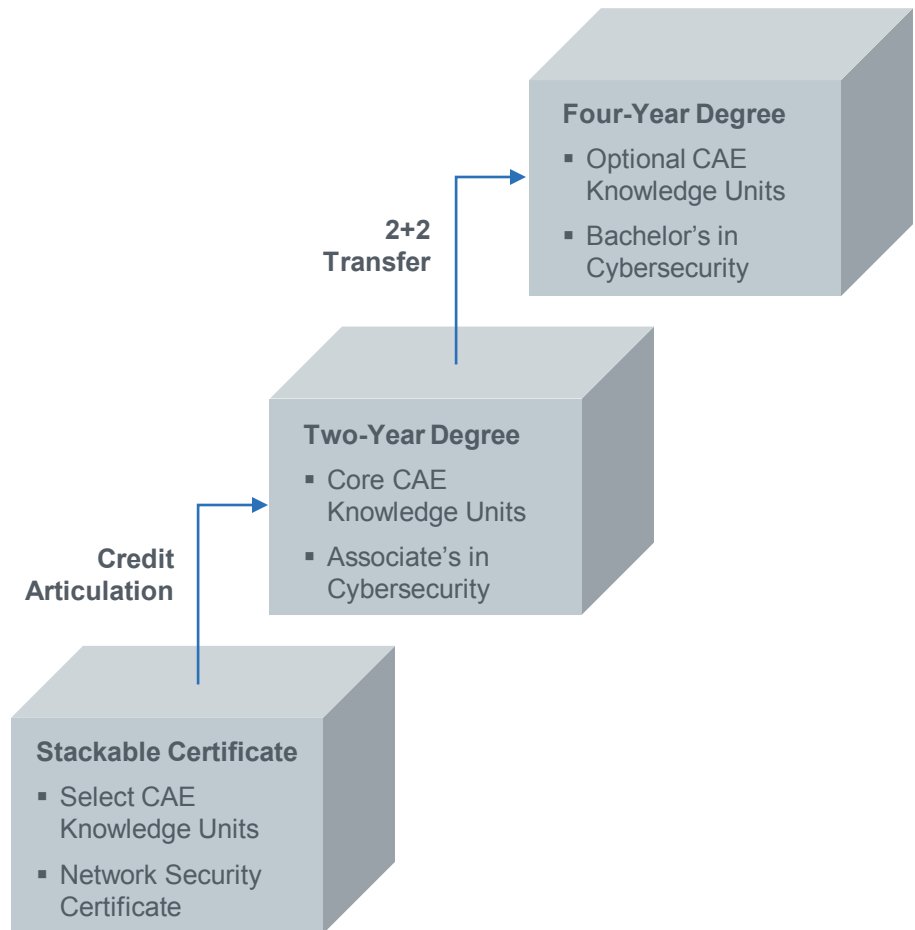 Four-Year Degree
▪ Optional CAE
Knowledge Units
▪ Bachelor’s in
Cybersecurity
2+2
Transfer
Two-Year Degree
▪ Core CAE
Knowledge Units
▪ Associate’s in
Cybersecurity
Credit
Articulation
Stackable Certificate
▪ Select CAE
Knowledge Units
▪ Network Security
Certificate